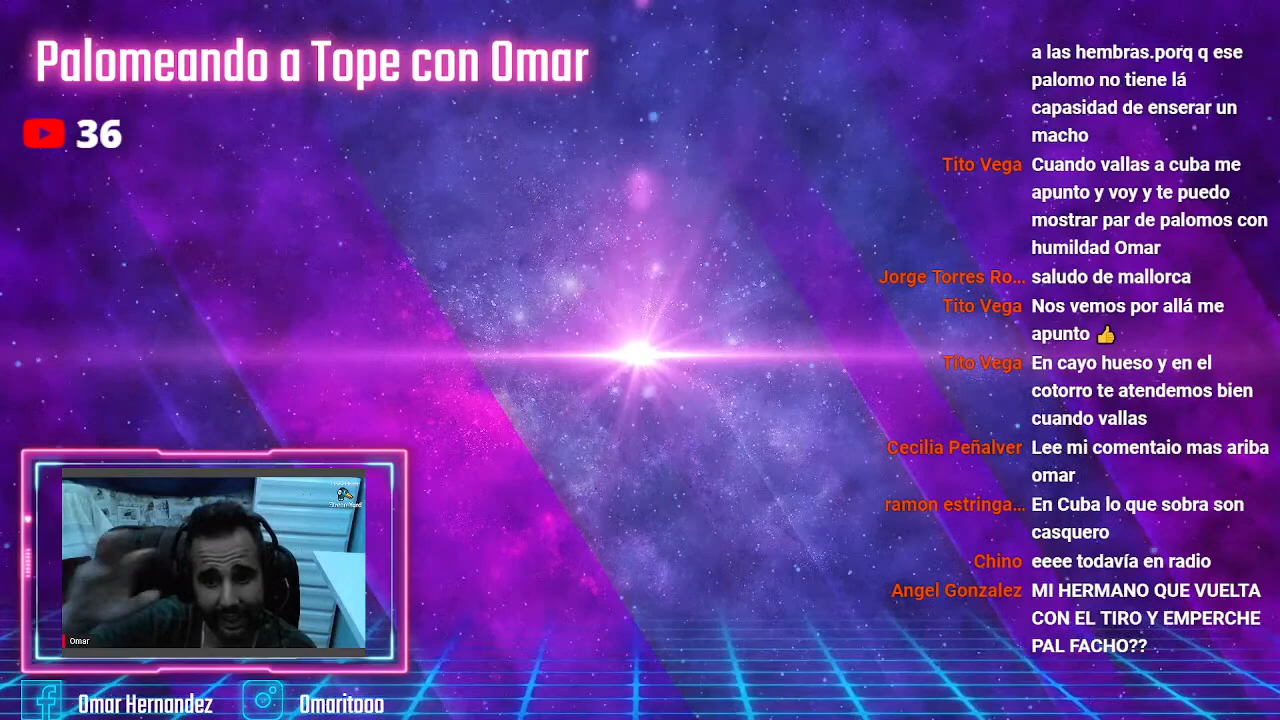 Palomeando a Tope con Omar
36
a las hembras.porq q ese
palomo no tiene lá
capasidad de enserar un
macho
Tito Vega Cuando vallas a cuba me
apunto y voy y te puedo
mostrar par de palomos con
humildad Omar
Jorge Torres Ro... saludo de mallorca
Tito Vega Nos vemos por allá me
apunto 👍
Tito Vega En cayo hueso y en el
cotorro te atendemos bien
cuando vallas
Cecilia Peñalver Lee mi comentaio mas ariba
omar
ramon estringa... En Cuba lo que sobra son
casquero
Chino eeee todavía en radio
Angel Gonzalez MI HERMANO QUE VUELTA
CON EL TIRO Y EMPERCHE
PAL FACHO??
StreamYard
Omar
Omar Hernandez
Omaritooo